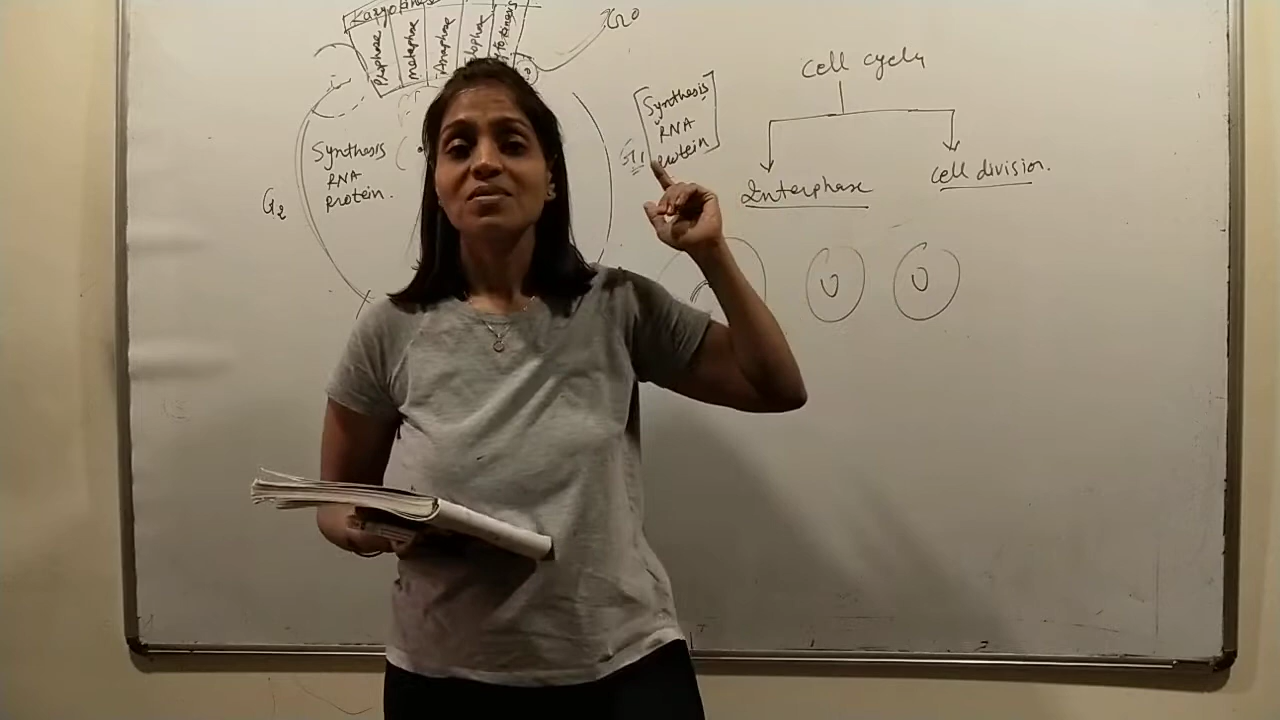 Karyokinesis
Prophase
Metaphase
Anaphase
Telophase
Cytokinesis
G0
Synthesis
RNA
Protein.
G2
Synthesis
RNA
Protein
G1
Cell cycle
Interphase
Cell division.